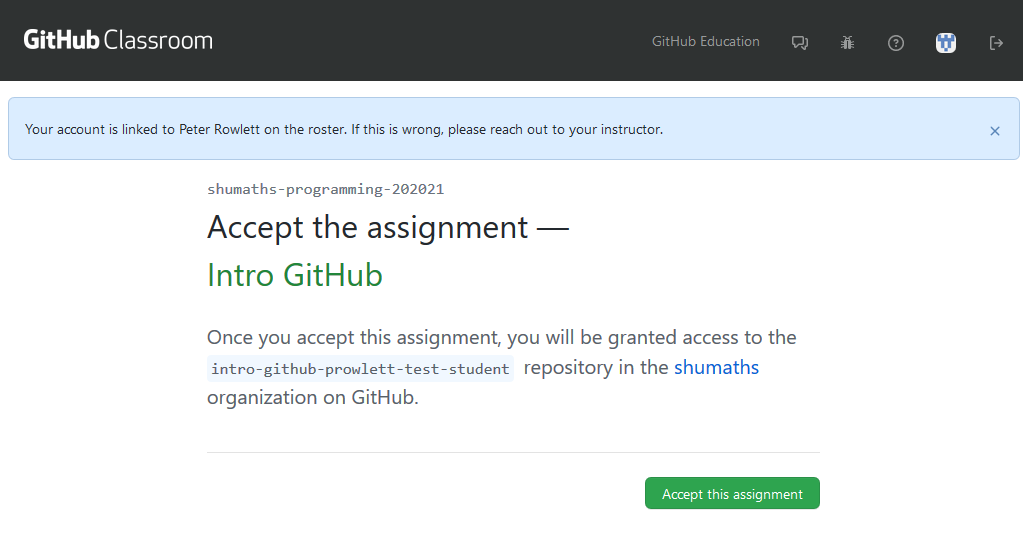 GitHub Classroom
GitHub Education
Your account is linked to Peter Rowlett on the roster. If this is wrong, please reach out to your instructor.
shumaths-programming-202021
Accept the assignment —
Intro GitHub
Once you accept this assignment, you will be granted access to the
intro-github-prowlett-test-student repository in the shumaths
organization on GitHub.
Accept this assignment